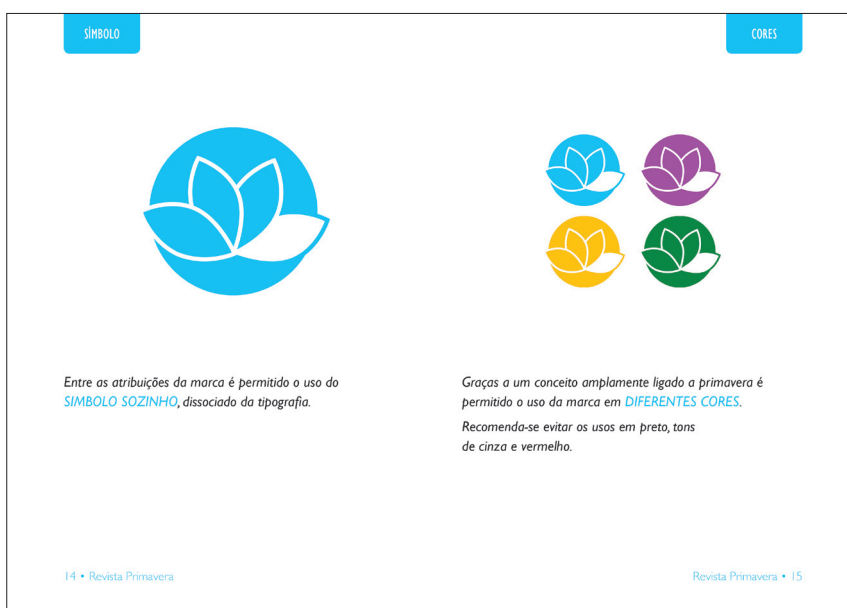 SÍMBOLO
Entre as atribuições da marca é permitido o uso do
SIMBOLO SOZINHO, dissociado da tipografia.
14 • Revista Primavera
CORES
Graças a um conceito amplamente ligado a primavera é
permitido o uso da marca em DIFERENTES CORES.
Recomenda-se evitar os usos em preto, tons
de cinza e vermelho.
Revista Primavera • 15